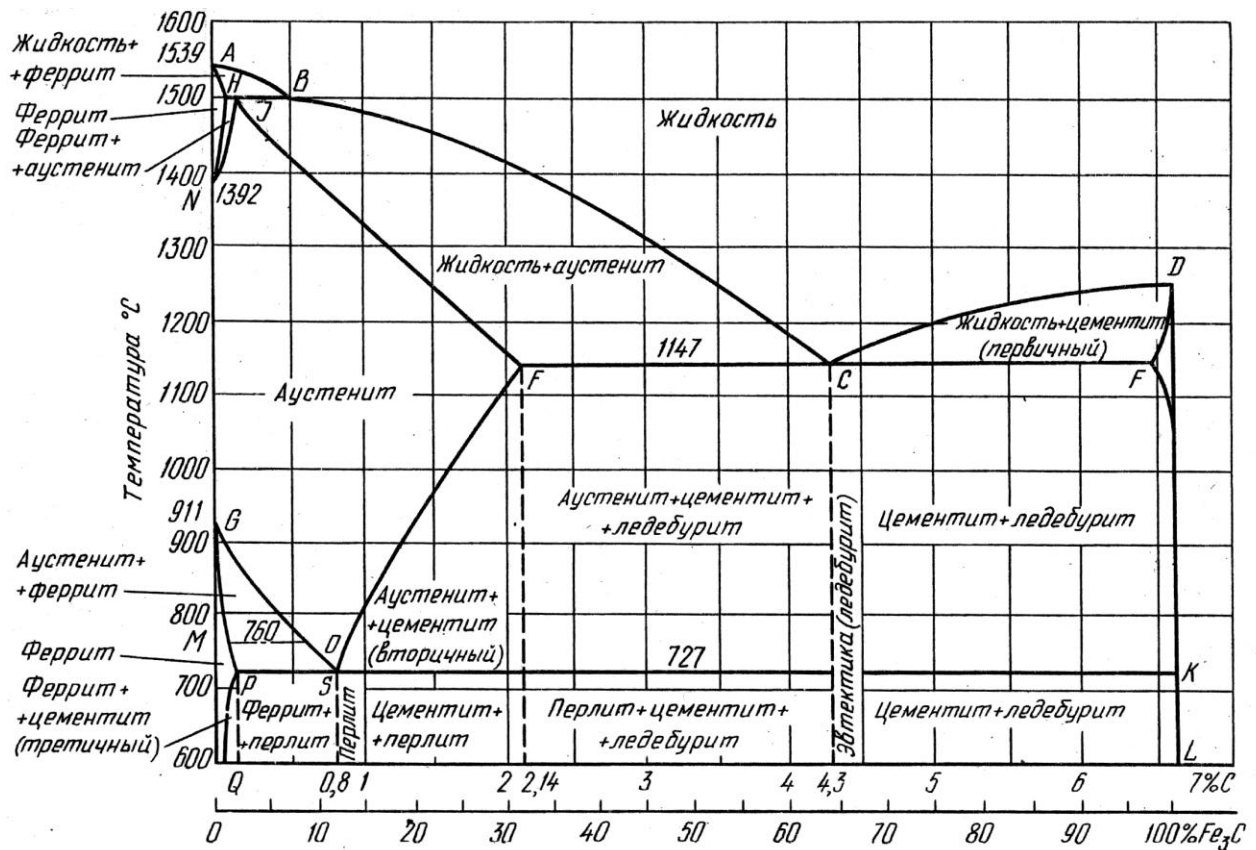 1600
1539
1500
1400
N
1392
1300
1200
1100
1000
911
900
800
M
700
600
Температура °C
Жидкость+
+феррит
Феррит
Феррит+
+аустенит
Аустенит+
+феррит
Феррит
Феррит+
+цементит
(третичный)
A
H
J
B
Жидкость
Жидкость+аустенит
D
Жидкость+цементит
(первичный)
1147
F
C
F
Аустенит
Аустенит+цементит+
+ледебурит
Эвтектика (ледебурит)
Цементит+ледебурит
G
760
O
Аустенит+
+цементит
(вторичный)
727
P
S
K
Феррит+
+перлит
Перлит
Цементит+
+перлит
Перлит+цементит+
+ледебурит
Цементит+ледебурит
L
Q
0,8
1
2
2,14
3
4
4,3
5
6
7%C
0
10
20
30
40
50
60
70
80
90
100%Fe₃C